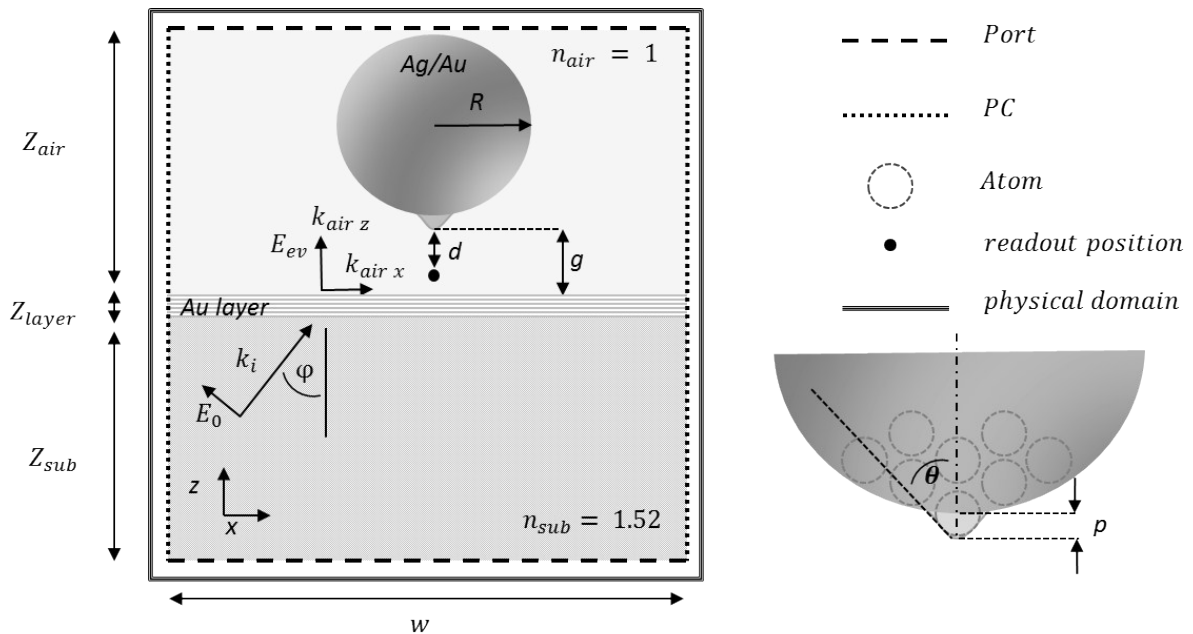 Z_air
Z_layer
Z_sub
n_air = 1
Ag/Au
R
k_air z
E_ev
k_air x
d
g
Au layer
k_i
φ
E_0
z
x
n_sub = 1.52
w
Port
PC
Atom
readout position
physical domain
θ
p